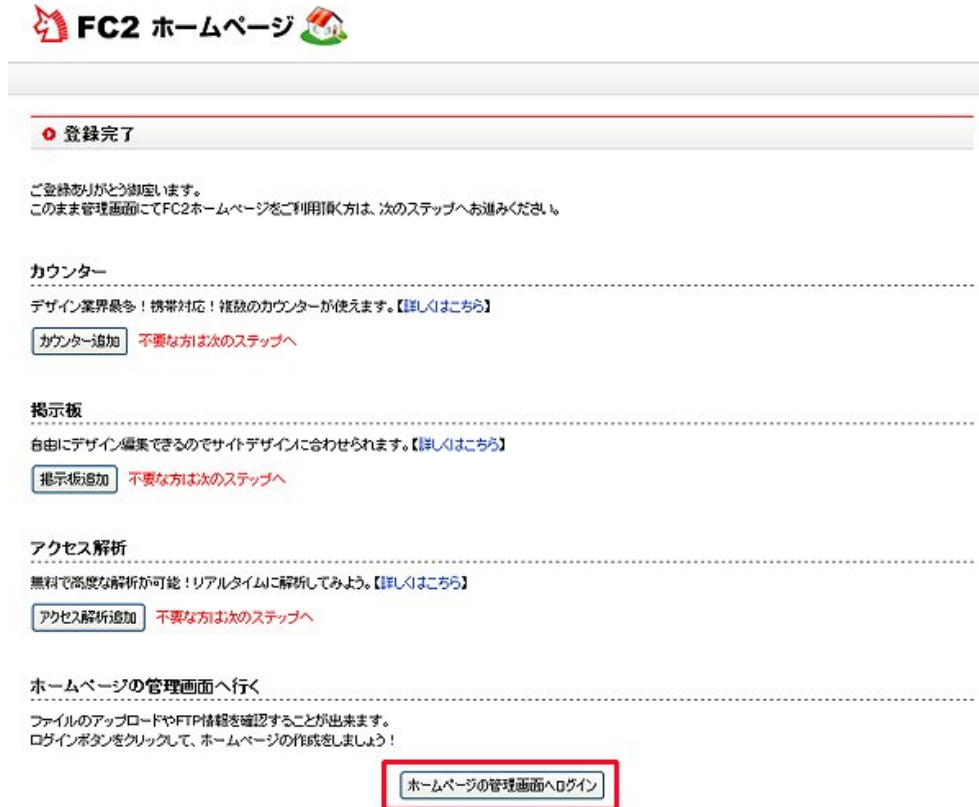 FC2 ホームページ
登録完了
ご登録ありがとう御座います。
このまま管理画面にてFC2ホームページをご利用頂く方は、次のステップへお進みください。
カウンター
デザイン業界最多！携帯対応！複数のカウンターが使えます。【詳しくはこちら】
カウンター追加 不要な方は次のステップへ
掲示板
自由にデザイン編集できるのでサイトデザインに合わせられます。【詳しくはこちら】
掲示板追加 不要な方は次のステップへ
アクセス解析
無料で高度な解析が可能！リアルタイムに解析してみよう。【詳しくはこちら】
アクセス解析追加 不要な方は次のステップへ
ホームページの管理画面へ行く
ファイルのアップロードやFTP情報を確認することが出来ます。
ログインボタンをクリックして、ホームページの作成をしましょう！
ホームページの管理画面へログイン